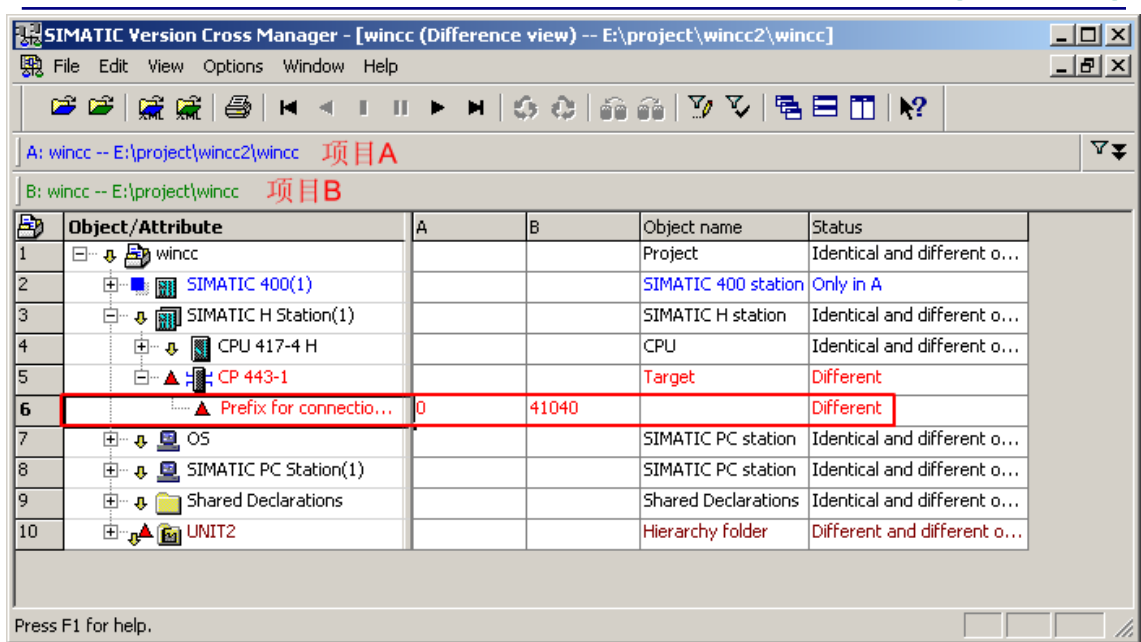 SIMATIC Version Cross Manager - [wincc (Difference view) -- E:\project\wincc2\wincc]
File Edit View Options Window Help
XML XML
A: wincc -- E:\project\wincc2\wincc 项目A
B: wincc -- E:\project\wincc 项目B
Object/Attribute A B Object name Status
1 wincc Project Identical and different o...
2 SIMATIC 400(1) SIMATIC 400 station Only in A
3 SIMATIC H Station(1) SIMATIC H station Identical and different o...
4 CPU 417-4 H CPU Identical and different o...
5 CP 443-1 Target Different
6 Prefix for connectio... 0 41040 Different
7 OS SIMATIC PC station Identical and different o...
8 SIMATIC PC Station(1) SIMATIC PC station Identical and different o...
9 Shared Declarations Shared Declarations Identical and different o...
10 UNIT2 Hierarchy folder Different and different o...
Press F1 for help.